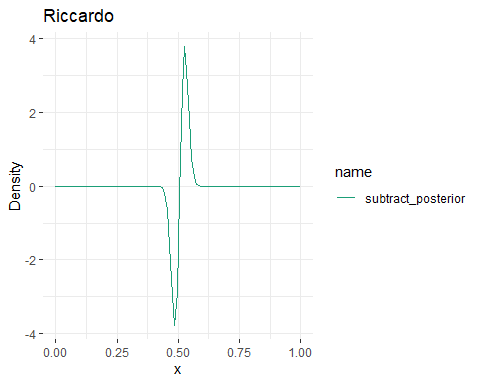 Riccardo
4
2
0
-2
-4
Density
0.00 0.25 0.50 0.75 1.00
x
name
subtract_posterior